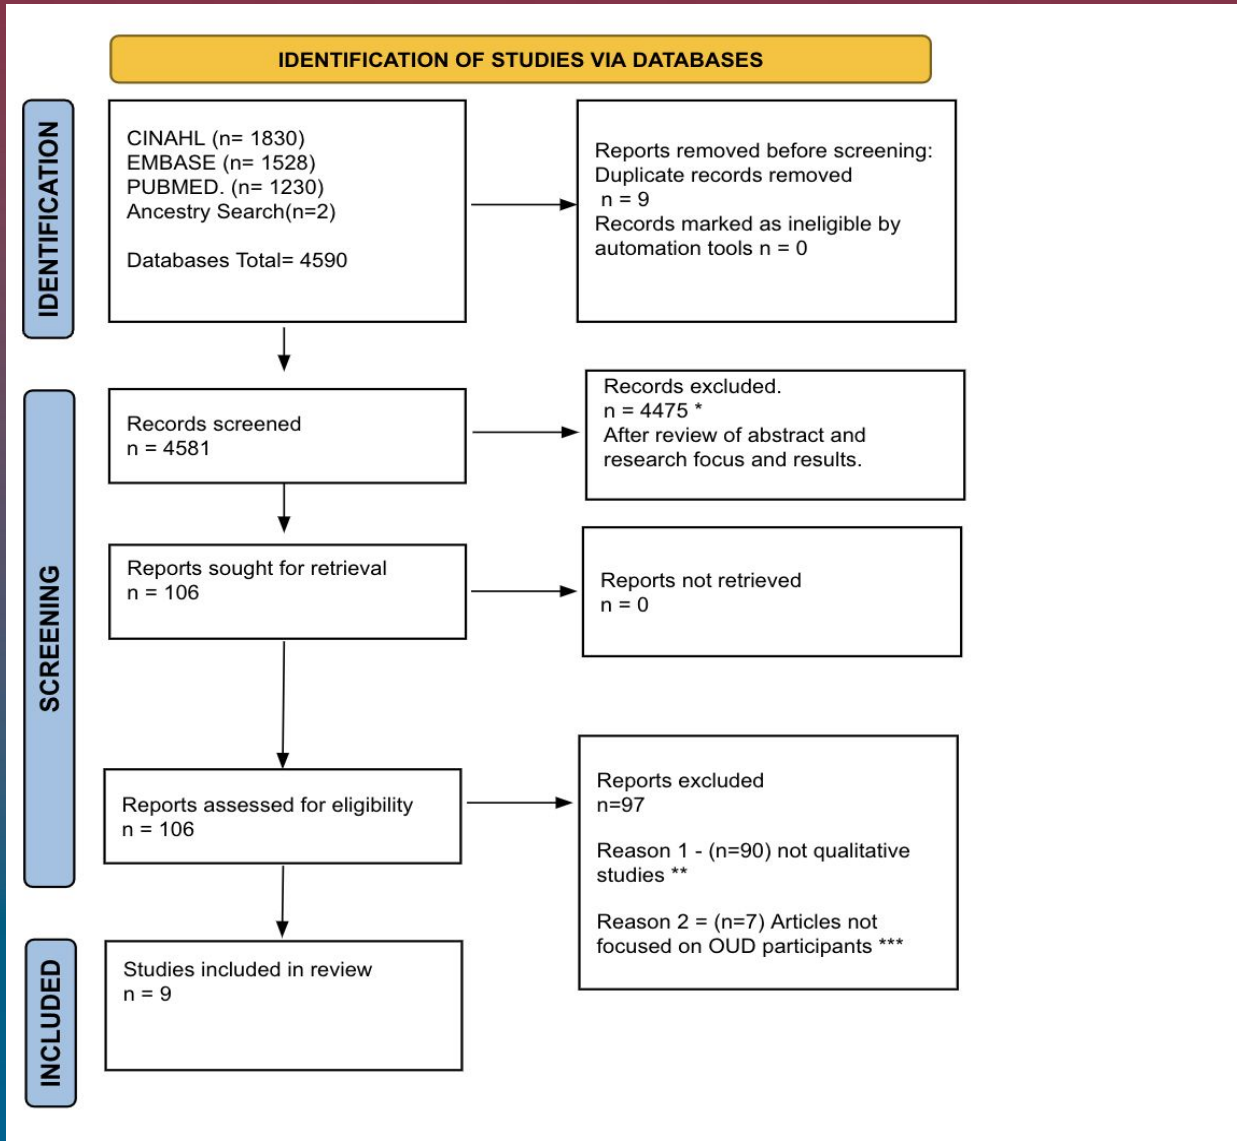 IDENTIFICATION OF STUDIES VIA DATABASES
IDENTIFICATION
CINAHL (n= 1830)
EMBASE (n= 1528)
PUBMED. (n= 1230)
Ancestry Search(n=2)
Databases Total= 4590
Reports removed before screening:
Duplicate records removed
n = 9
Records marked as ineligible by
automation tools n = 0
SCREENING
Records screened
n = 4581
Records excluded.
n = 4475 *
After review of abstract and
research focus and results.
Reports sought for retrieval
n = 106
Reports not retrieved
n = 0
Reports assessed for eligibility
n = 106
Reports excluded
n=97
Reason 1 - (n=90) not qualitative
studies **
Reason 2 = (n=7) Articles not
focused on OUD participants ***
INCLUDED
Studies included in review
n = 9